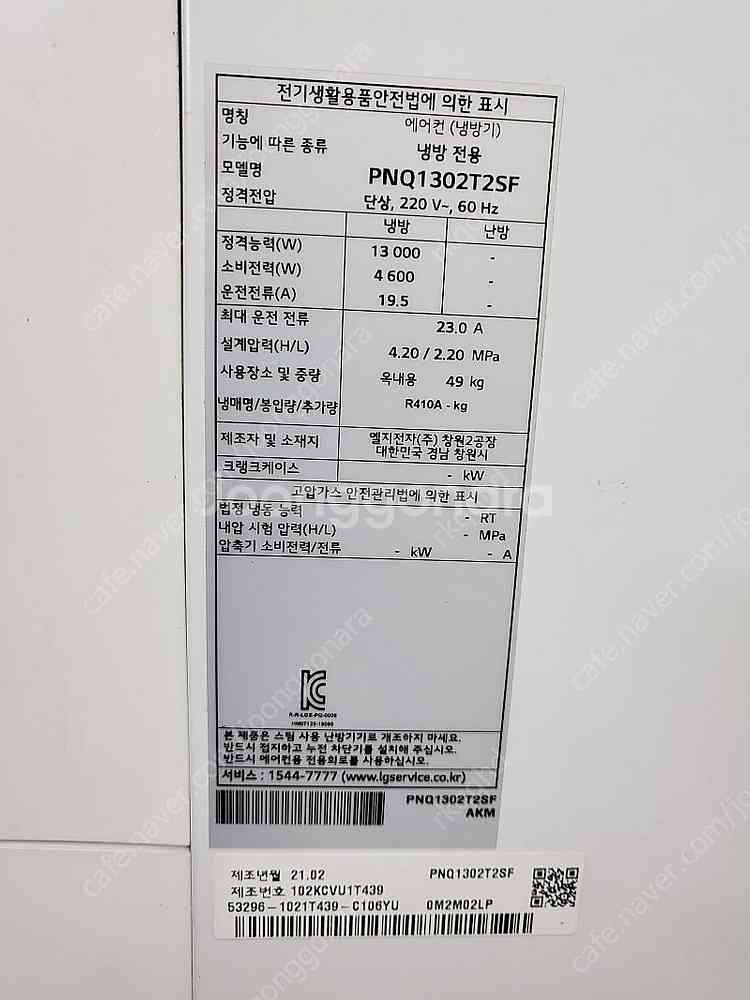 전기생활용품안전법에 의한 표시
명칭 에어컨 (냉방기)
기능에 따른 종류 냉방 전용
모델명 PNQ1302T2SF
정격전압 단상, 220 V~, 60 Hz
냉방 난방
정격능력(W) 13 000 -
소비전력(W) 4 600 -
운전전류(A) 19.5 -
최대 운전 전류 23.0 A
설계압력(H/L) 4.20 / 2.20 MPa
사용장소 및 중량 옥내용 49 kg
냉매명/봉입량/추가량 R410A - kg
제조자 및 소재지 엘지전자(주) 창원2공장
대한민국 경남 창원시
크랭크케이스 - kW
고압가스 안전관리법에 의한 표시
법정 냉동 능력 - RT
내압 시험 압력(H/L) - MPa
압축기 소비전력/전류 - kW - A
joonggonara
본 제품은 스팀 사용 난방기기로 개조하지 마세요.
반드시 접지하고 누전 차단기를 설치해 주십시오.
반드시 에어컨용 전용회로를 사용하십시오.
서비스 : 1544-7777 (www.lgservice.co.kr)
PNQ1302T2SF
AKM
제조년월 21.02 PNQ1302T2SF
제조번호 102KCVU1T439
53296-1021T439-C106YU 0M2M02LP